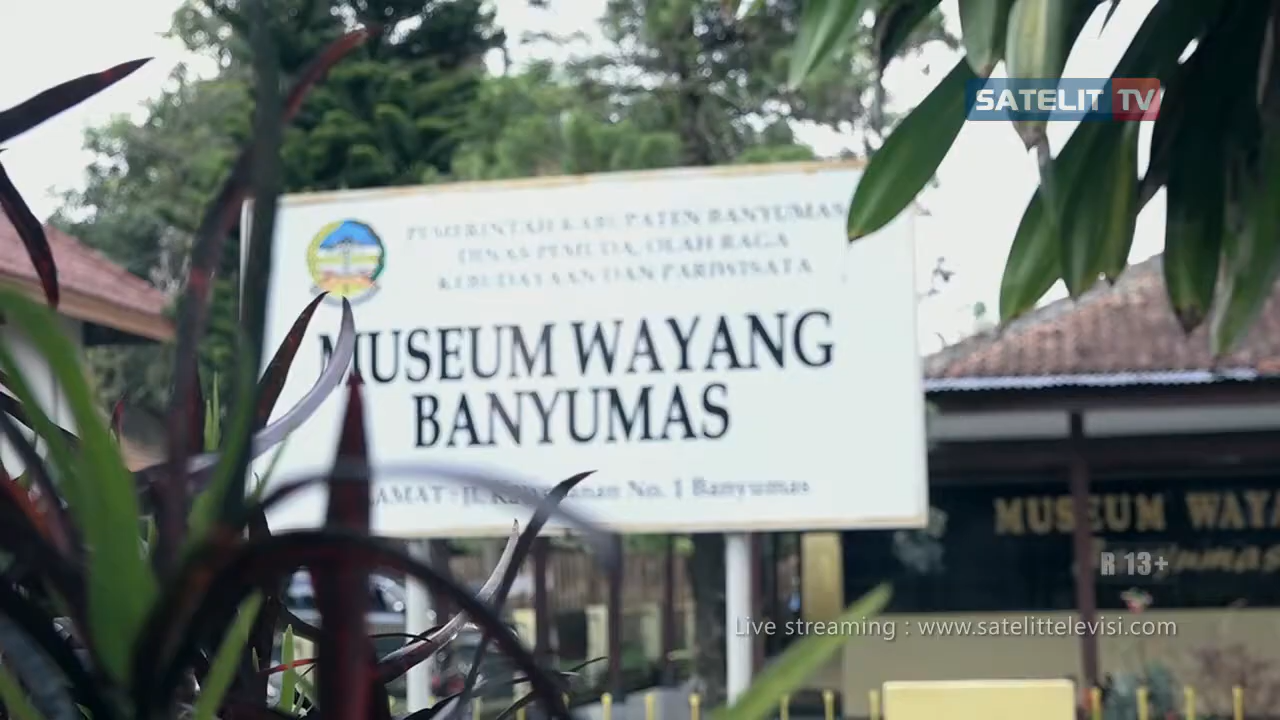 SATELIT TV
PEMERINTAH KABUPATEN BANYUMAS
DINAS PEMUDA, OLAH RAGA
KEBUDAYAAN DAN PARIWISATA
MUSEUM WAYANG
BANYUMAS
No. 1 Banyumas
MUSEUM
R 13+
Live streaming : www.satelittelevisi.com